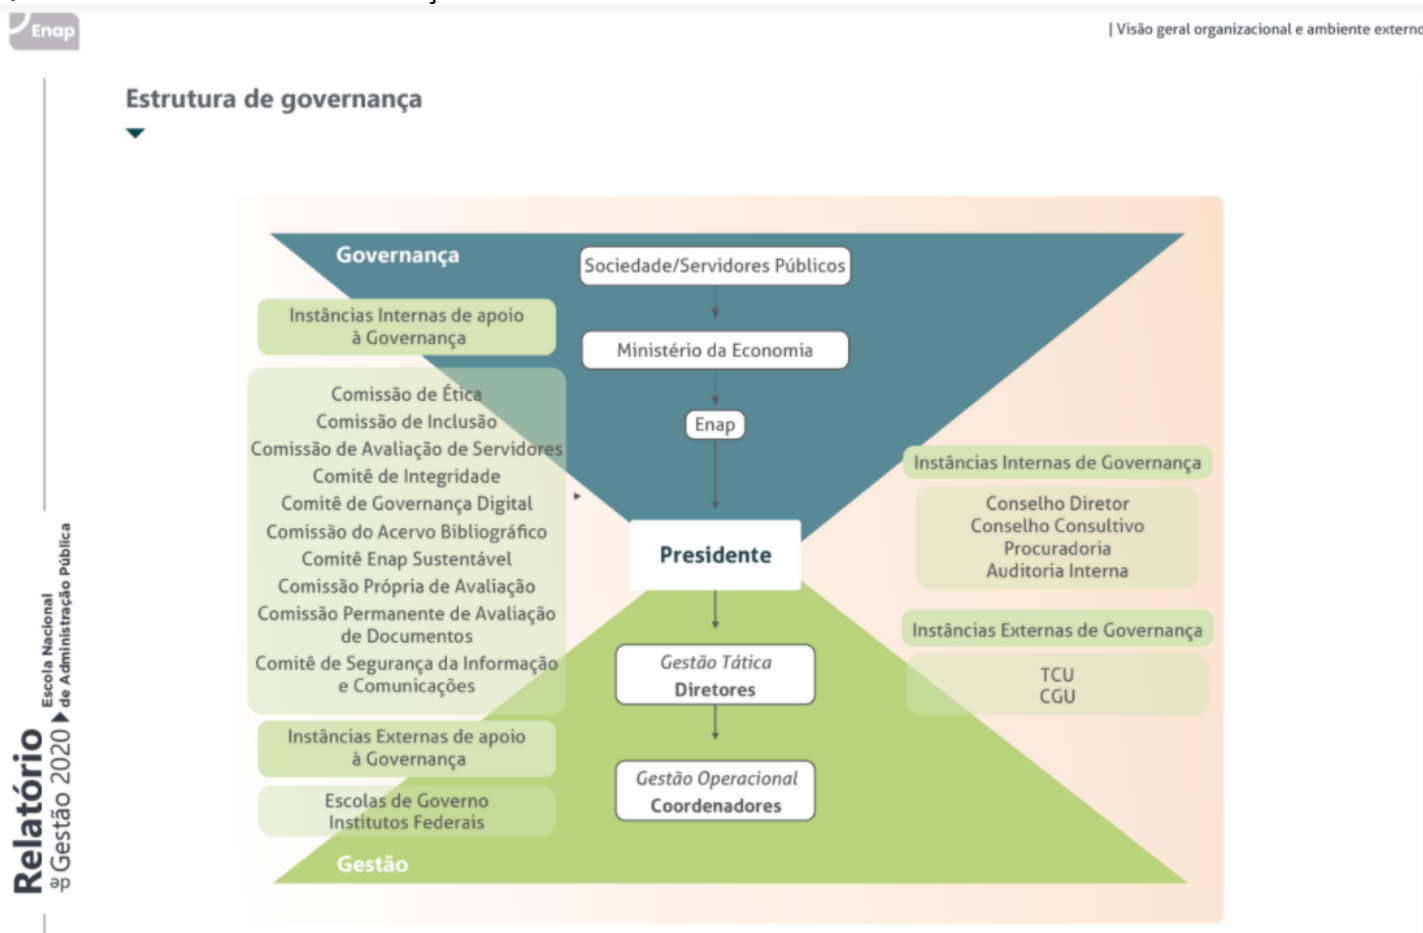 Enap
| Visão geral organizacional e ambiente externo
Estrutura de governança
Governança
Sociedade/Servidores Públicos
Ministério da Economia
Enap
Presidente
Gestão Tática
Diretores
Gestão Operacional
Coordenadores
Gestão
Instâncias Internas de apoio
à Governança
Comissão de Ética
Comissão de Inclusão
Comissão de Avaliação de Servidores
Comitê de Integridade
Comitê de Governança Digital
Comissão do Acervo Bibliográfico
Comitê Enap Sustentável
Comissão Própria de Avaliação
Comissão Permanente de Avaliação
de Documentos
Comitê de Segurança da Informação
e Comunicações
Instâncias Externas de apoio
à Governança
Escolas de Governo
Institutos Federais
Instâncias Internas de Governança
Conselho Diretor
Conselho Consultivo
Procuradoria
Auditoria Interna
Instâncias Externas de Governança
TCU
CGU
Relatório
de Gestão 2020
Escola Nacional
de Administração Pública